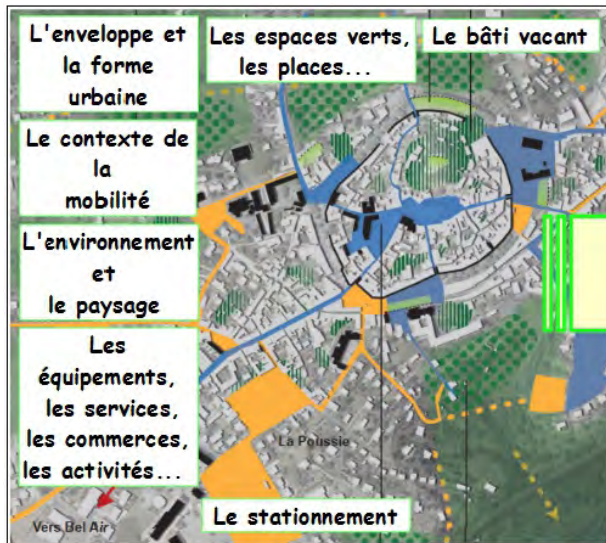 L'enveloppe et
la forme
urbaine
Les espaces verts,
les places...
Le bâti vacant
Le contexte de
la
mobilité
L'environnement
et
le paysage
Les
équipements,
les services,
les commerces,
les activités...
La Poussie
Vers Bel Air
Le stationnement